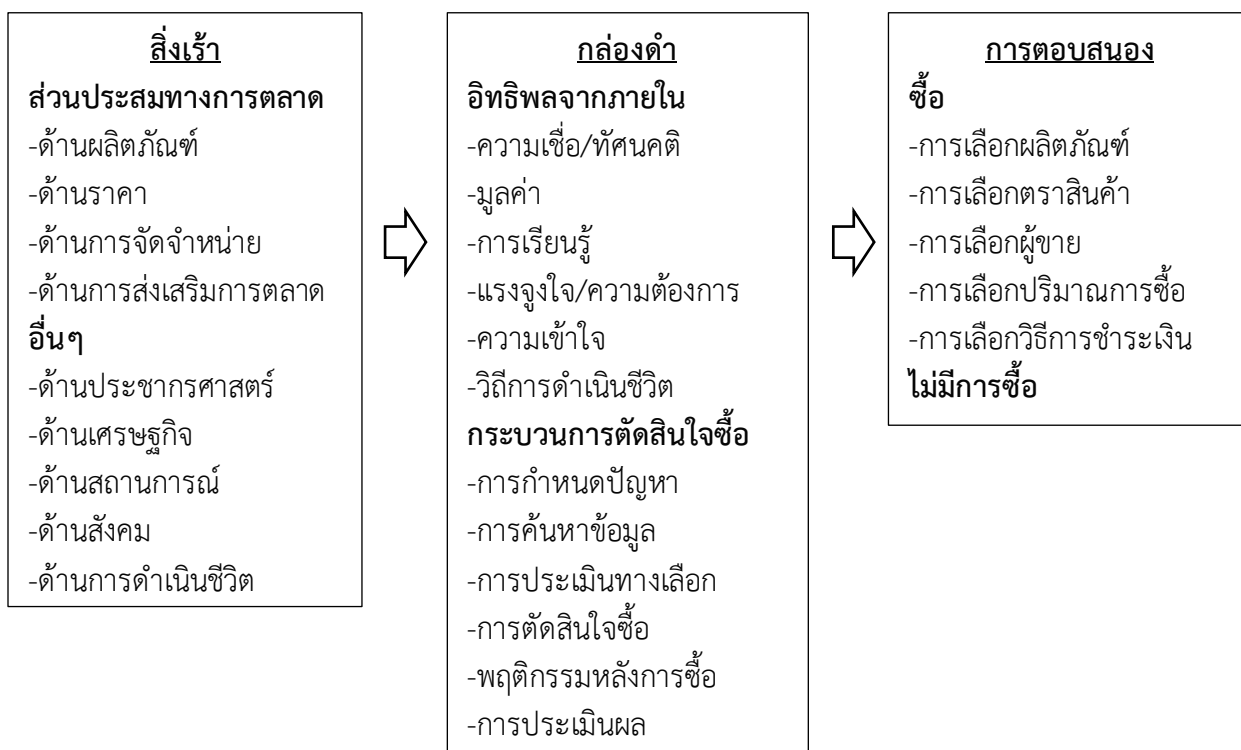 สิ่งเร้า
ส่วนประสมทางการตลาด
-ด้านผลิตภัณฑ์
-ด้านราคา
-ด้านการจัดจำหน่าย
-ด้านการส่งเสริมการตลาด
อื่นๆ
-ด้านประชากรศาสตร์
-ด้านเศรษฐกิจ
-ด้านสถานการณ์
-ด้านสังคม
-ด้านการดำเนินชีวิต
กล่องดำ
อิทธิพลจากภายใน
-ความเชื่อ/ทัศนคติ
-มูลค่า
-การเรียนรู้
-แรงจูงใจ/ความต้องการ
-ความเข้าใจ
-วิถีการดำเนินชีวิต
กระบวนการตัดสินใจซื้อ
-การกำหนดปัญหา
-การค้นหาข้อมูล
-การประเมินทางเลือก
-การตัดสินใจซื้อ
-พฤติกรรมหลังการซื้อ
-การประเมินผล
การตอบสนอง
ซื้อ
-การเลือกผลิตภัณฑ์
-การเลือกตราสินค้า
-การเลือกผู้ขาย
-การเลือกปริมาณการซื้อ
-การเลือกวิธีการชำระเงิน
ไม่มีการซื้อ